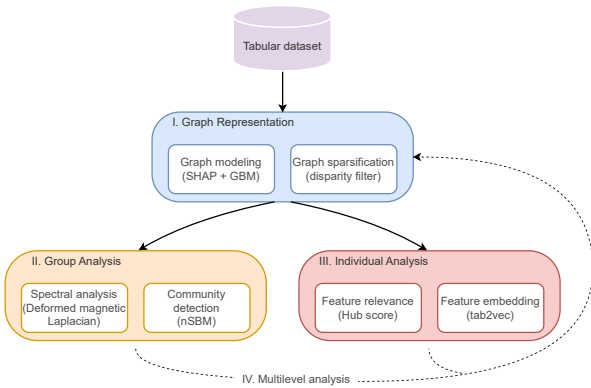 Tabular dataset
I. Graph Representation
Graph modeling
(SHAP + GBM)
Graph sparsification
(disparity filter)
II. Group Analysis
Spectral analysis
(Deformed magnetic
Laplacian)
Community
detection
(nSBM)
III. Individual Analysis
Feature relevance
(Hub score)
Feature embedding
(tab2vec)
IV. Multilevel analysis